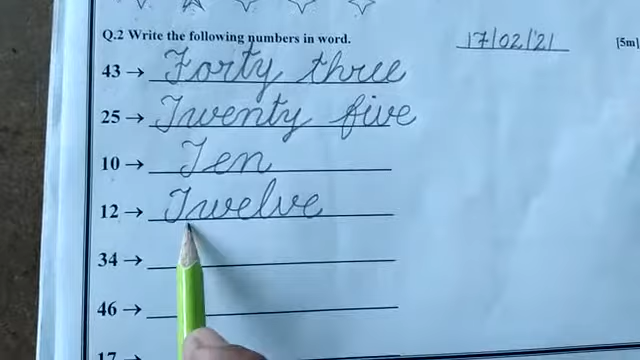 Q.2 Write the following numbers in word. 17/02/21 [5m]
43 → Forty three
25 → Twenty five
10 → Ten
12 → Twelve
34 →
46 →
17 →